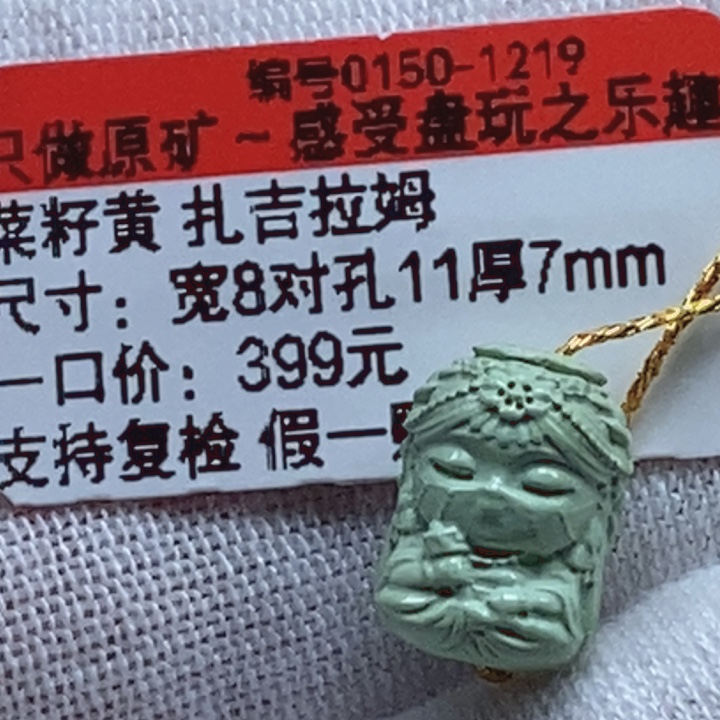 编号0150-1219
只做原矿~感受盘玩之乐趣
菜籽黄 扎吉拉姆
尺寸：宽8对孔11厚7mm
一口价：399元
支持复检 假一